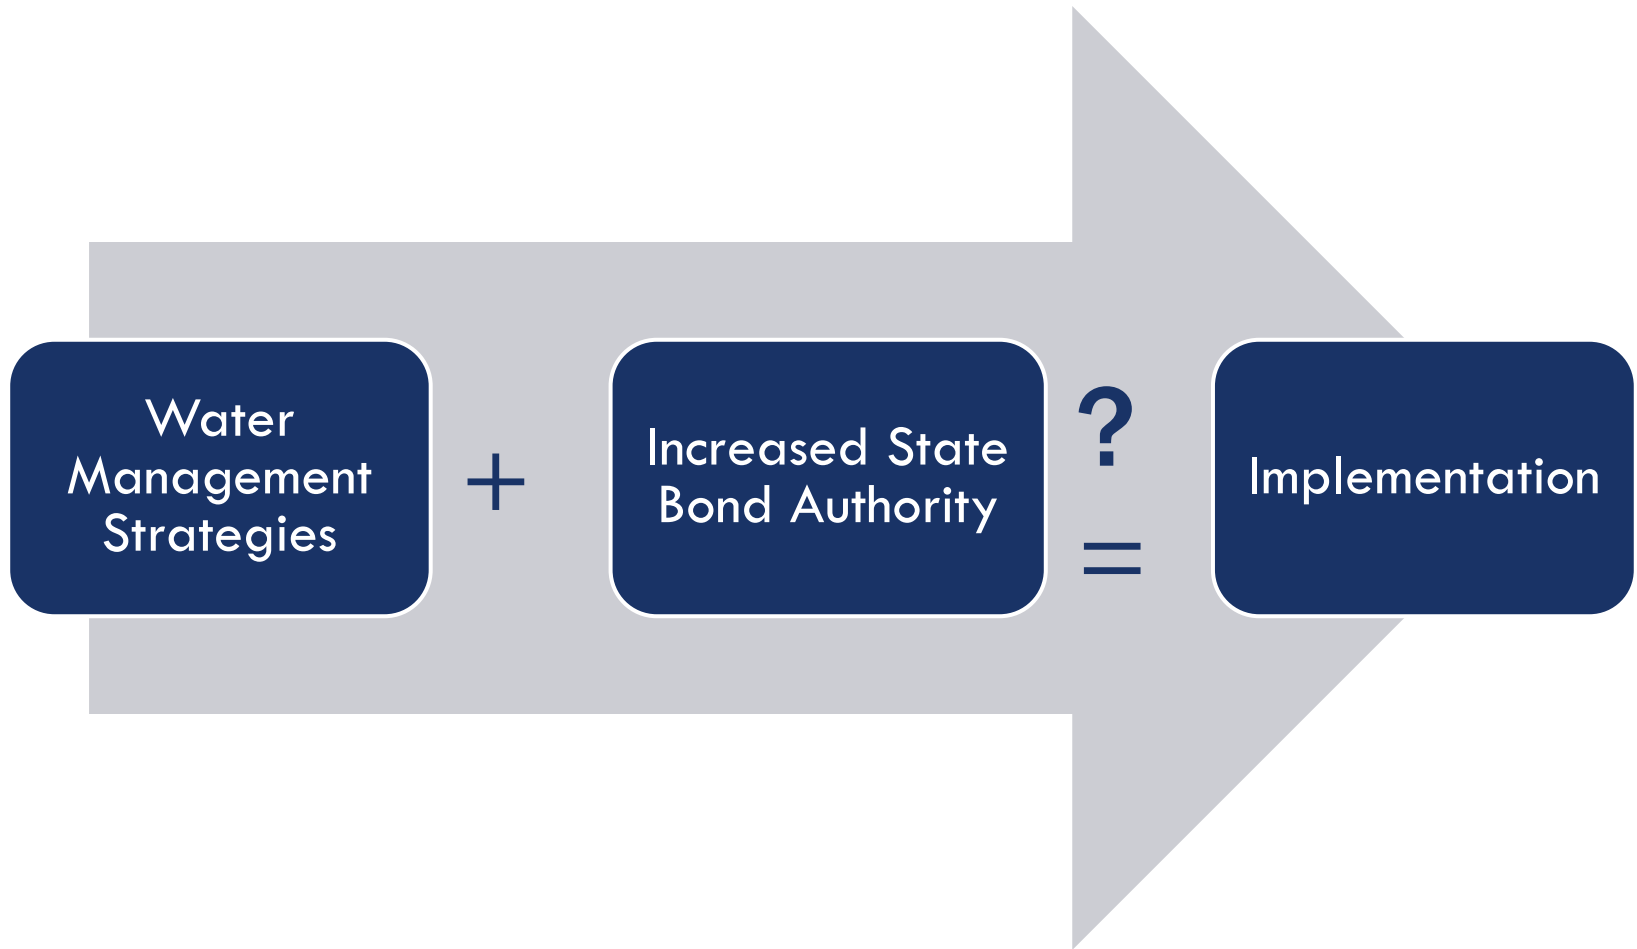 Water
Management
Strategies
+
Increased State
Bond Authority
?
=
Implementation